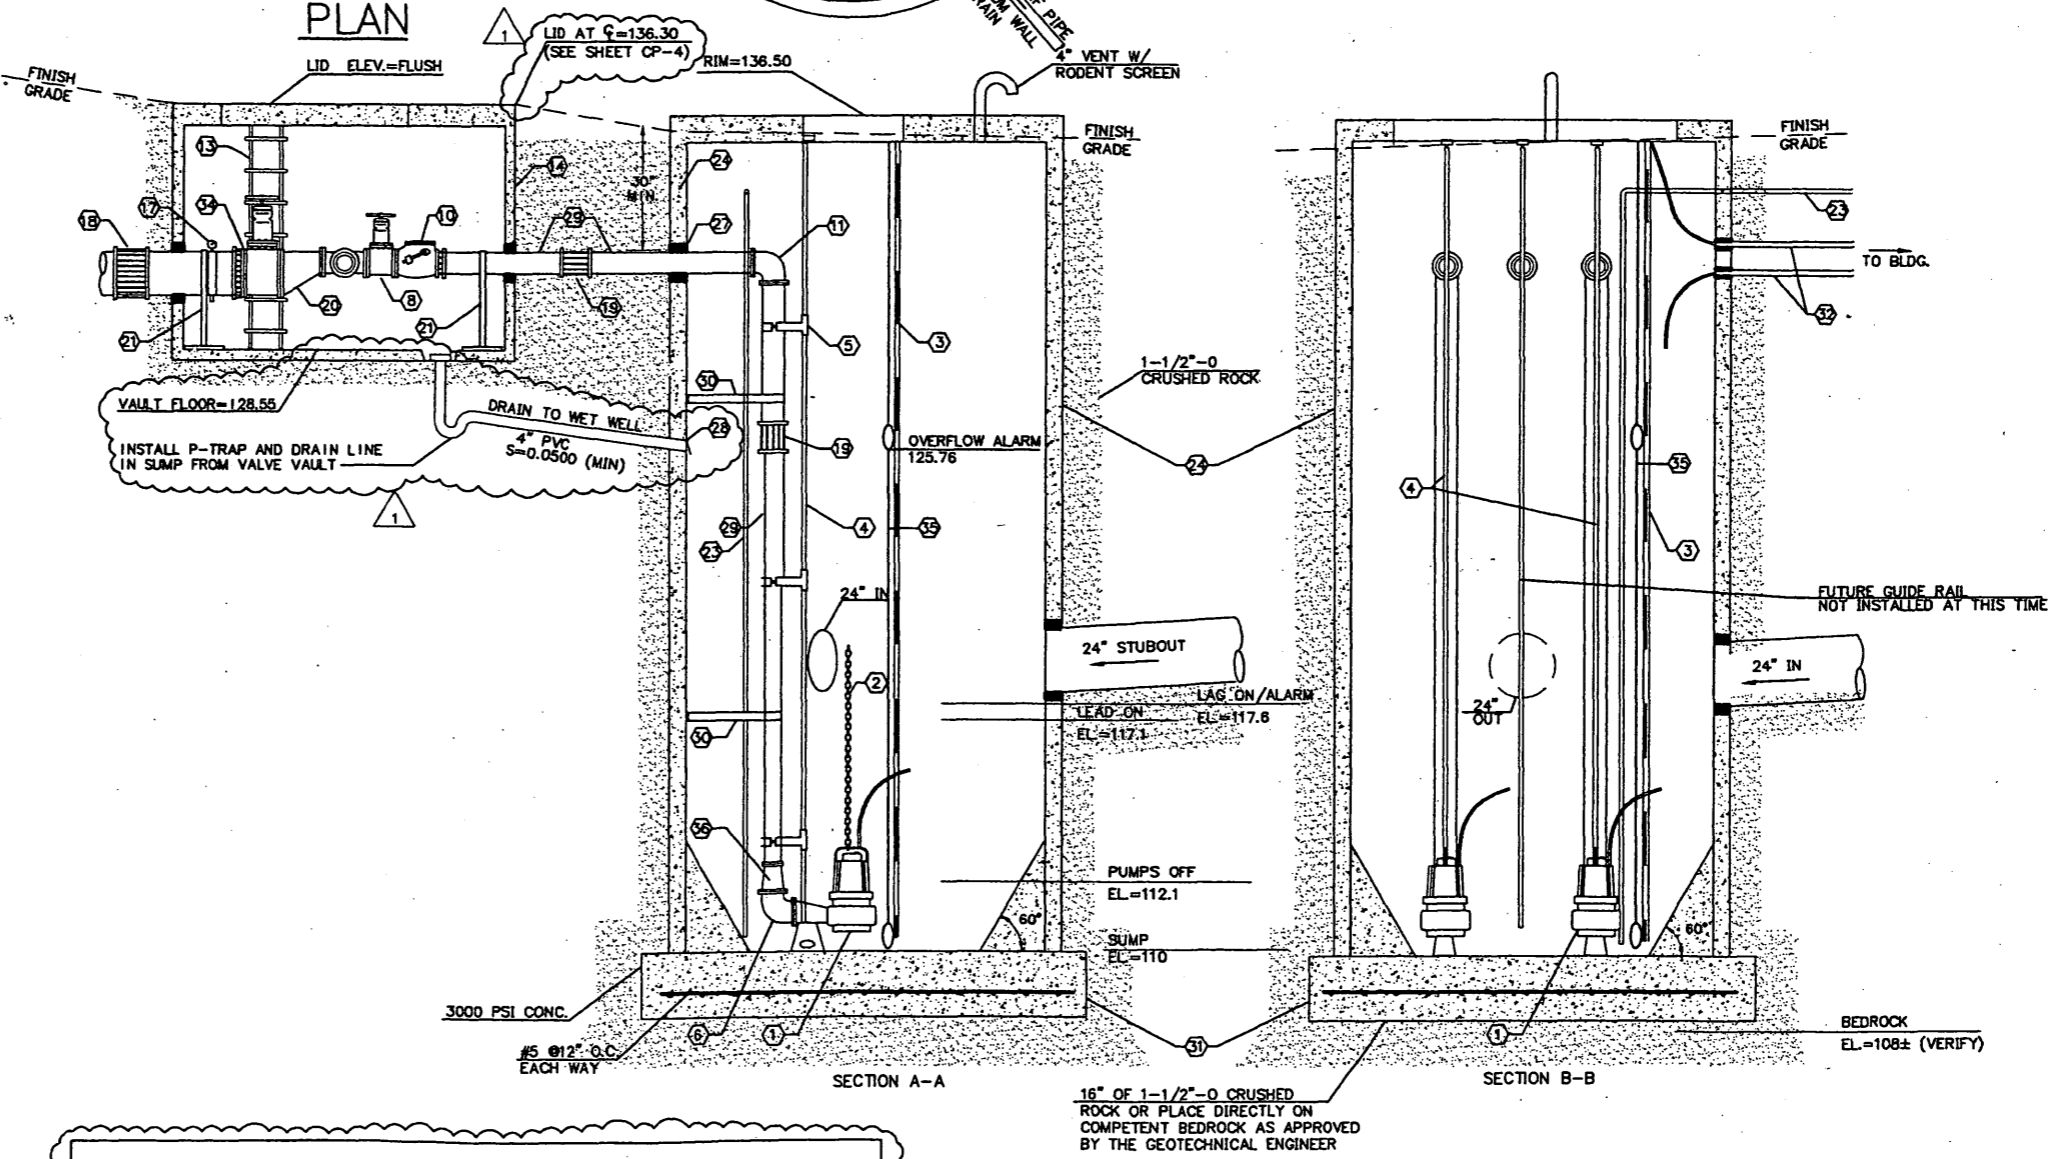 PLAN
1
LID AT ℄=136.30
(SEE SHEET CP-4)
LID ELEV.=FLUSH
RIM=136.50
PIPE
WALL
4" VENT W/
RODENT SCREEN
FINISH
GRADE
FINISH
GRADE
FINISH
GRADE
13
14
24
30"
MIN.
17
34
10
29
27
11
18
20
8
19
21
21
5
3
23
TO BLDG.
32
VAULT FLOOR=128.55
30
DRAIN TO WET WELL
28
4" PVC
S=0.0500 (MIN)
INSTALL P-TRAP AND DRAIN LINE
IN SUMP FROM VALVE VAULT
1
19
OVERFLOW ALARM
125.76
1-1/2"-0
CRUSHED ROCK
24
35
4
29
23
4
35
3
24" IN
2
24" STUBOUT
FUTURE GUIDE RAIL
NOT INSTALLED AT THIS TIME
24" IN
24"
OUT
LAG ON/ALARM
EL.=117.6
LEAD ON
EL.=117.1
30
36
PUMPS OFF
EL.=112.1
60°
SUMP
EL.=110
60°
3000 PSI CONC.
#5 @12" O.C.
EACH WAY
6
1
31
1
BEDROCK
EL.=108± (VERIFY)
SECTION A-A
SECTION B-B
16" OF 1-1/2"-0 CRUSHED
ROCK OR PLACE DIRECTLY ON
COMPETENT BEDROCK AS APPROVED
BY THE GEOTECHNICAL ENGINEER